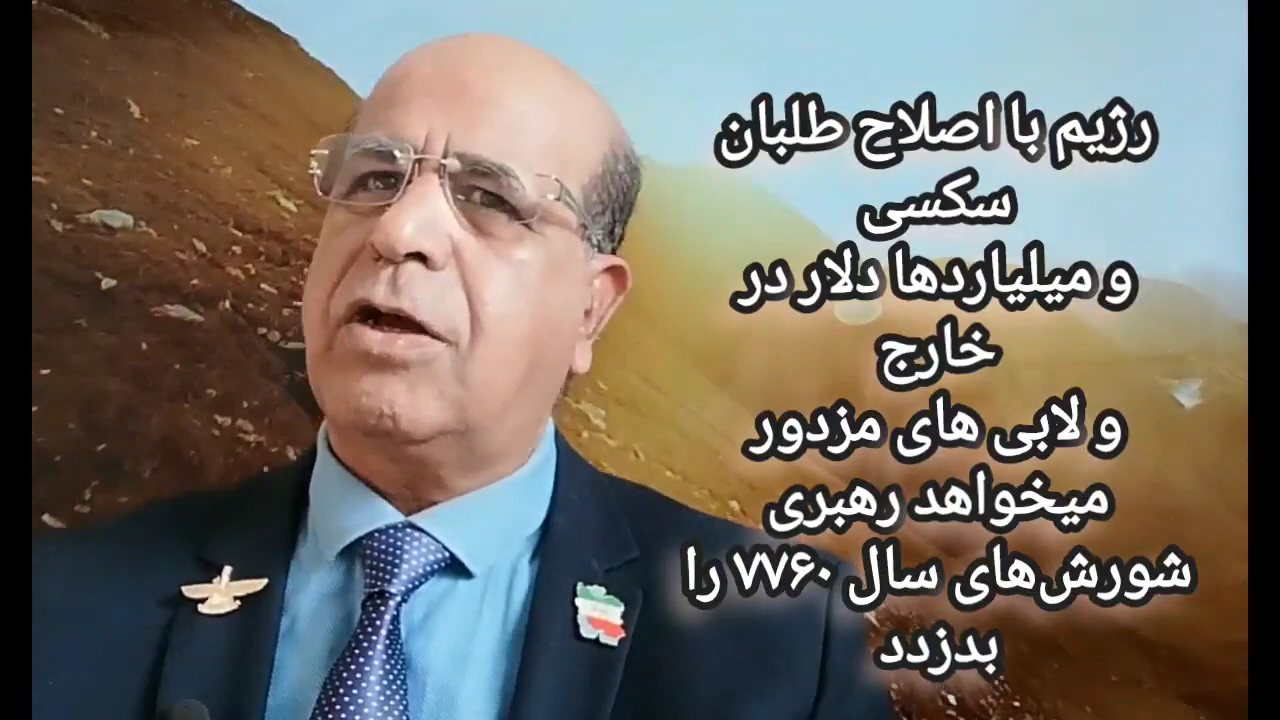 رژیم با اصلاح طلبان
سکسی
و میلیاردها دلار در
خارج
و لابی های مزدور
میخواهد رهبری
شورش‌های سال ۷۷۶۰ را
بدزدد